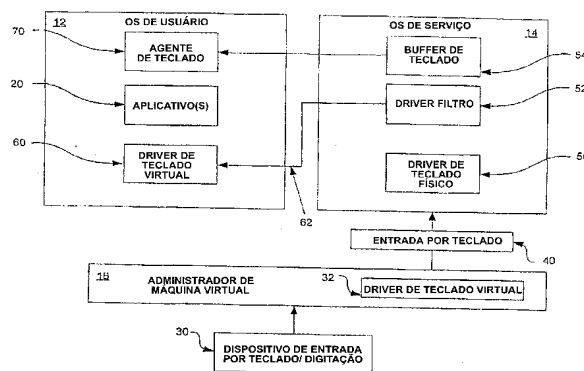 12
OS DE USUÁRIO
70
AGENTE
DE TECLADO
20
APLICATIVO(S)
60
DRIVER DE
TECLADO
VIRTUAL
62
OS DE SERVIÇO
14
BUFFER DE
TECLADO
54
DRIVER FILTRO
52
DRIVER DE
TECLADO
FÍSICO
50
ENTRADA POR TECLADO
40
16
ADMINISTRADOR DE
MÁQUINA VIRTUAL
32
DRIVER DE TECLADO VIRTUAL
30
DISPOSITIVO DE ENTRADA
POR TECLADO/ DIGITAÇÃO